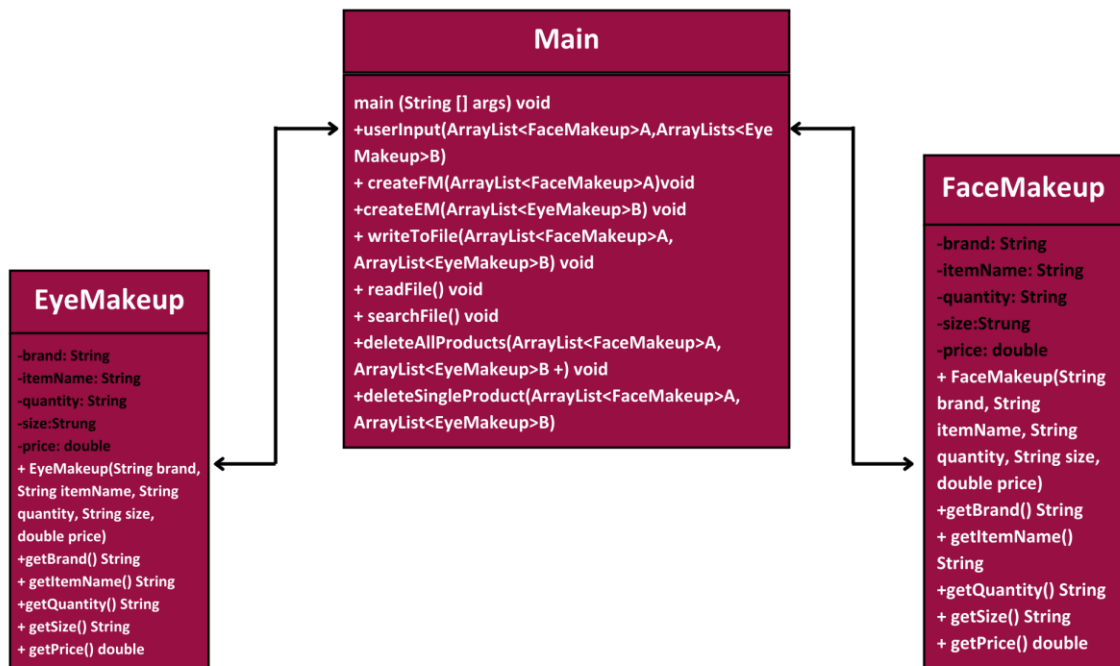 Main
main (String [] args) void
+userInput(ArrayList<FaceMakeup>A,ArrayLists<Eye
Makeup>B)
+ createFM(ArrayList<FaceMakeup>A)void
+createEM(ArrayList<EyeMakeup>B) void
+ writeToFile(ArrayList<FaceMakeup>A,
ArrayList<EyeMakeup>B) void
+ readFile() void
+ searchFile() void
+deleteAllProducts(ArrayList<FaceMakeup>A,
ArrayList<EyeMakeup>B +) void
+deleteSingleProduct(ArrayList<FaceMakeup>A,
ArrayList<EyeMakeup>B)
EyeMakeup
-brand: String
-itemName: String
-quantity: String
-size:Strung
-price: double
+ EyeMakeup(String brand,
String itemName, String
quantity, String size,
double price)
+getBrand() String
+ getItemName() String
+getQuantity() String
+ getSize() String
+ getPrice() double
FaceMakeup
-brand: String
-itemName: String
-quantity: String
-size:Strung
-price: double
+ FaceMakeup(String
brand, String
itemName, String
quantity, String size,
double price)
+getBrand() String
+ getItemName()
String
+getQuantity() String
+ getSize() String
+ getPrice() double